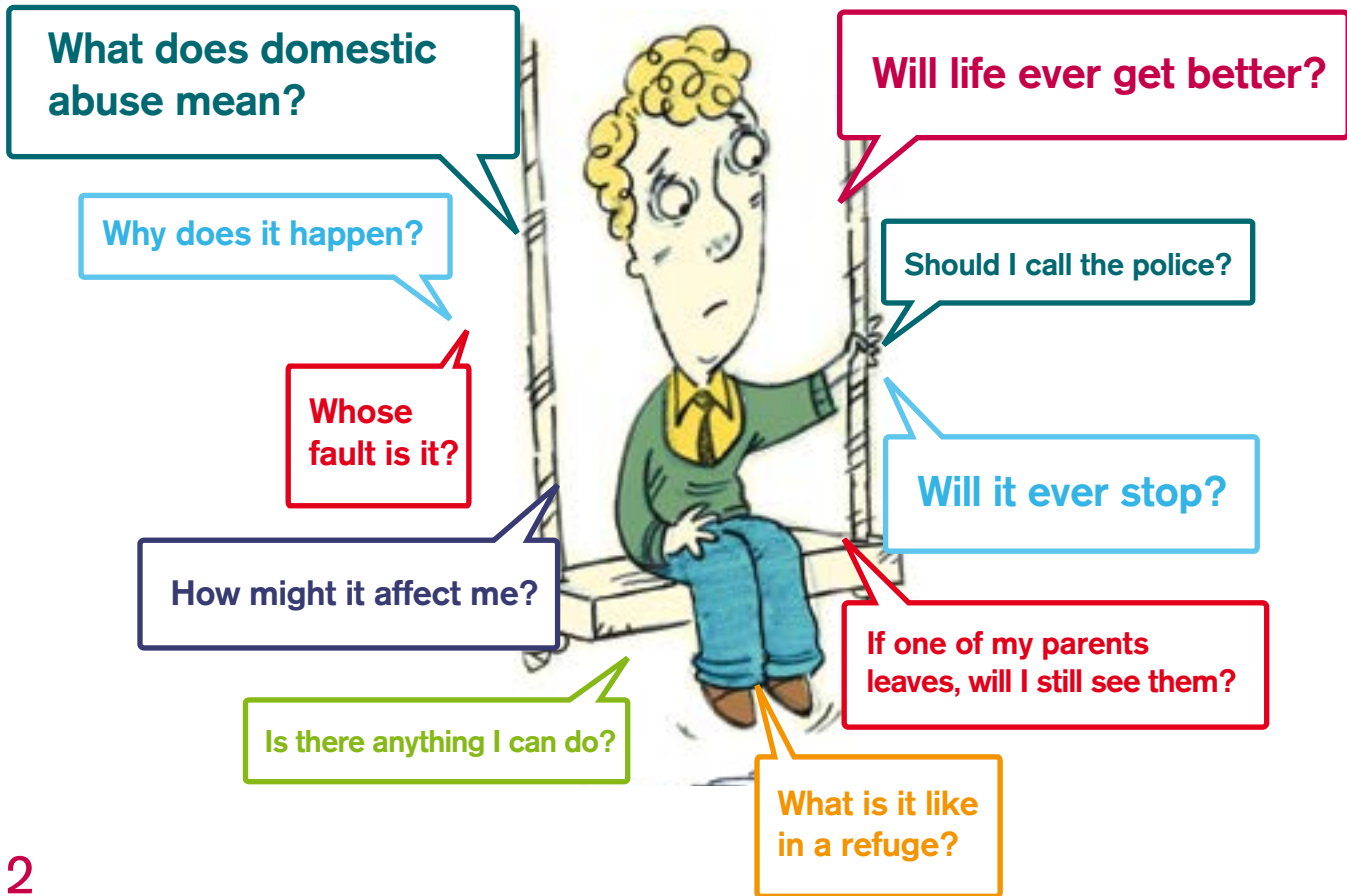 What does domestic
abuse mean?
Will life ever get better?
Why does it happen?
Should I call the police?
Whose
fault is it?
Will it ever stop?
How might it affect me?
If one of my parents
leaves, will I still see them?
Is there anything I can do?
What is it like
in a refuge?
2